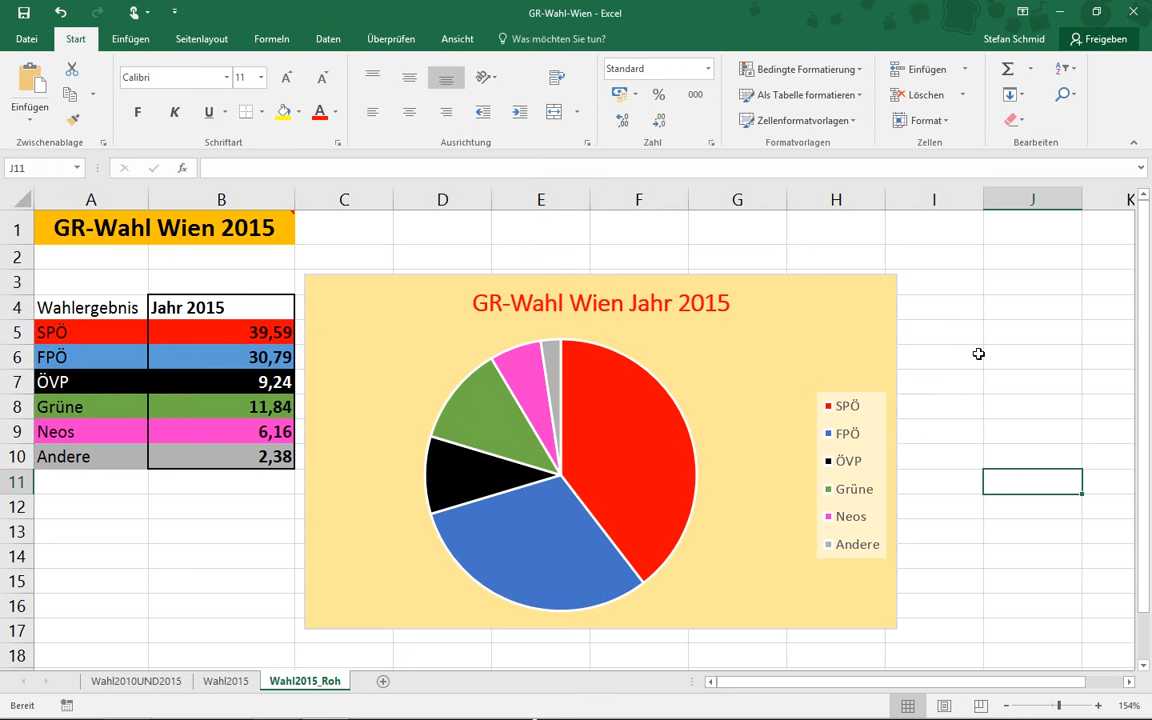 GR-Wahl-Wien - Excel
Datei Start Einfügen Seitenlayout Formeln Daten Überprüfen Ansicht Was möchten Sie tun? Stefan Schmid Freigeben
Calibri 11 Standard Bedingte Formatierung Einfügen
Als Tabelle formatieren Löschen
Einfügen F K U A % 000 Zellenformatvorlagen Format
Zwischenablage Schriftart Ausrichtung Zahl Formatvorlagen Zellen Bearbeiten
J11 fx
A B C D E F G H I J K
1 GR-Wahl Wien 2015
2
3
GR-Wahl Wien Jahr 2015
4 Wahlergebnis Jahr 2015
5 SPÖ 39,59
6 FPÖ 30,79
7 ÖVP 9,24
8 Grüne 11,84
9 Neos 6,16
10 Andere 2,38
11
12
13
14
15
16
17
18
SPÖ
FPÖ
ÖVP
Grüne
Neos
Andere
Wahl2010UND2015 Wahl2015 Wahl2015_Roh
Bereit 154%